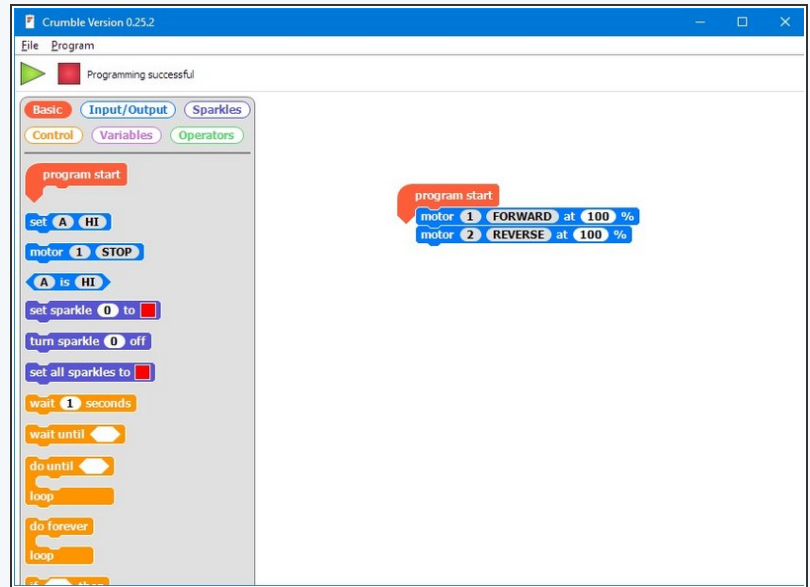 Crumble Version 0.25.2
File Program
Programming successful
Basic Input/Output Sparkles
Control Variables Operators
program start
set A HI
motor 1 STOP
A is HI
set sparkle 0 to
turn sparkle 0 off
set all sparkles to
wait 1 seconds
wait until
do until
loop
do forever
loop
if then
program start
motor 1 FORWARD at 100 %
motor 2 REVERSE at 100 %